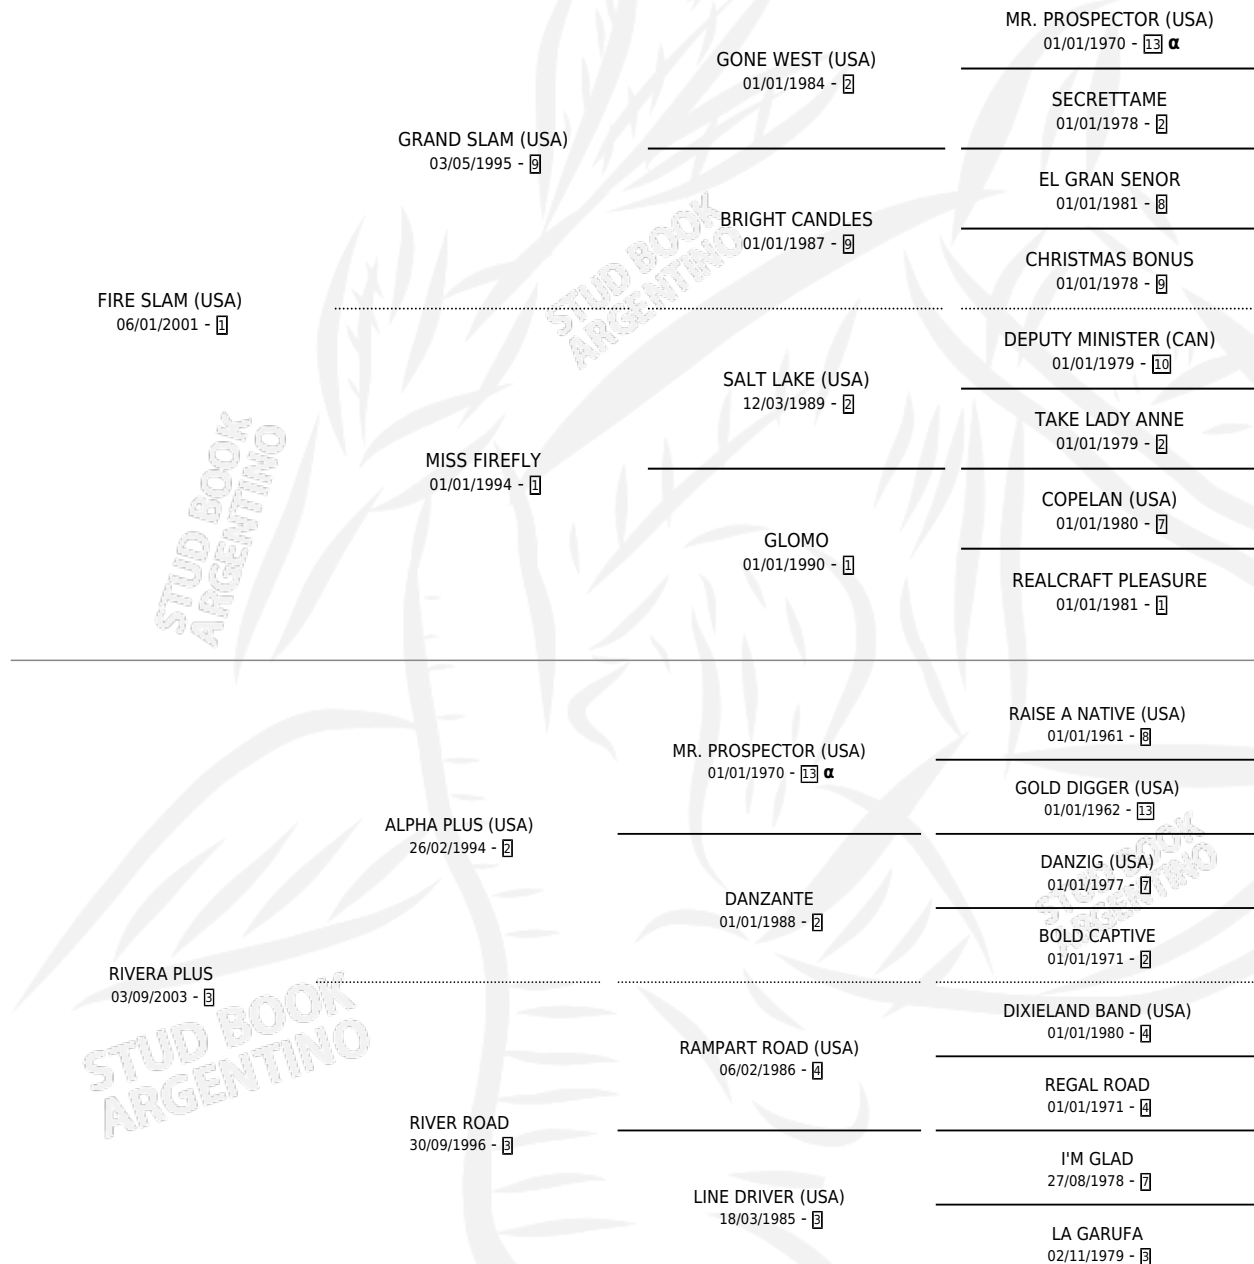 MR. PROSPECTOR (USA)
01/01/1970 - 13 α
GONE WEST (USA)
01/01/1984 - 2
SECRETTAME
01/01/1978 - 2
GRAND SLAM (USA)
03/05/1995 - 9
EL GRAN SENOR
01/01/1981 - 8
BRIGHT CANDLES
01/01/1987 - 9
CHRISTMAS BONUS
01/01/1978 - 9
FIRE SLAM (USA)
06/01/2001 - 1
DEPUTY MINISTER (CAN)
01/01/1979 - 10
SALT LAKE (USA)
12/03/1989 - 2
TAKE LADY ANNE
01/01/1979 - 2
MISS FIREFLY
01/01/1994 - 1
COPELAN (USA)
01/01/1980 - 7
GLOMO
01/01/1990 - 1
REALCRAFT PLEASURE
01/01/1981 - 1
RAISE A NATIVE (USA)
01/01/1961 - 8
MR. PROSPECTOR (USA)
01/01/1970 - 13 α
GOLD DIGGER (USA)
01/01/1962 - 13
ALPHA PLUS (USA)
26/02/1994 - 2
DANZIG (USA)
01/01/1977 - 7
DANZANTE
01/01/1988 - 2
BOLD CAPTIVE
01/01/1971 - 2
RIVERA PLUS
03/09/2003 - 3
DIXIELAND BAND (USA)
01/01/1980 - 4
RAMPART ROAD (USA)
06/02/1986 - 4
REGAL ROAD
01/01/1971 - 4
RIVER ROAD
30/09/1996 - 3
I'M GLAD
27/08/1978 - 7
LINE DRIVER (USA)
18/03/1985 - 3
LA GARUFA
02/11/1979 - 3
STUD BOOK
ARGENTINO
STUD BOOK
ARGENTINO
STUD BOOK
ARGENTINO
STUD BOOK
ARGENTINO